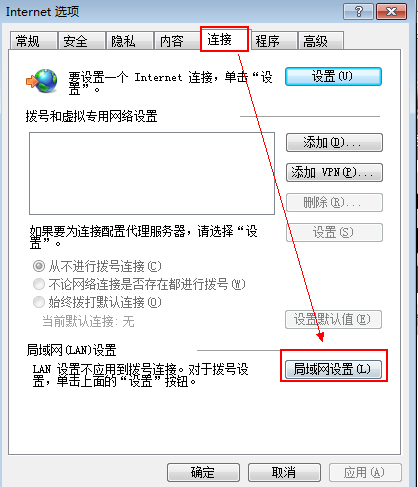 Internet 选项
常规 安全 隐私 内容 连接 程序 高级
要设置一个 Internet 连接，单击“设
置”。
设置(U)
拨号和虚拟专用网络设置
添加(D)...
添加 VPN(P)...
删除(R)...
如果要为连接配置代理服务器，请选择“设
置”。
设置(S)
从不进行拨号连接(C)
不论网络连接是否存在都进行拨号(W)
始终拨打默认连接(O)
当前默认连接: 无
设置默认值(E)
局域网(LAN)设置
LAN 设置不应用到拨号连接。对于拨号设
置，单击上面的“设置”按钮。
局域网设置(L)
确定 取消 应用(A)